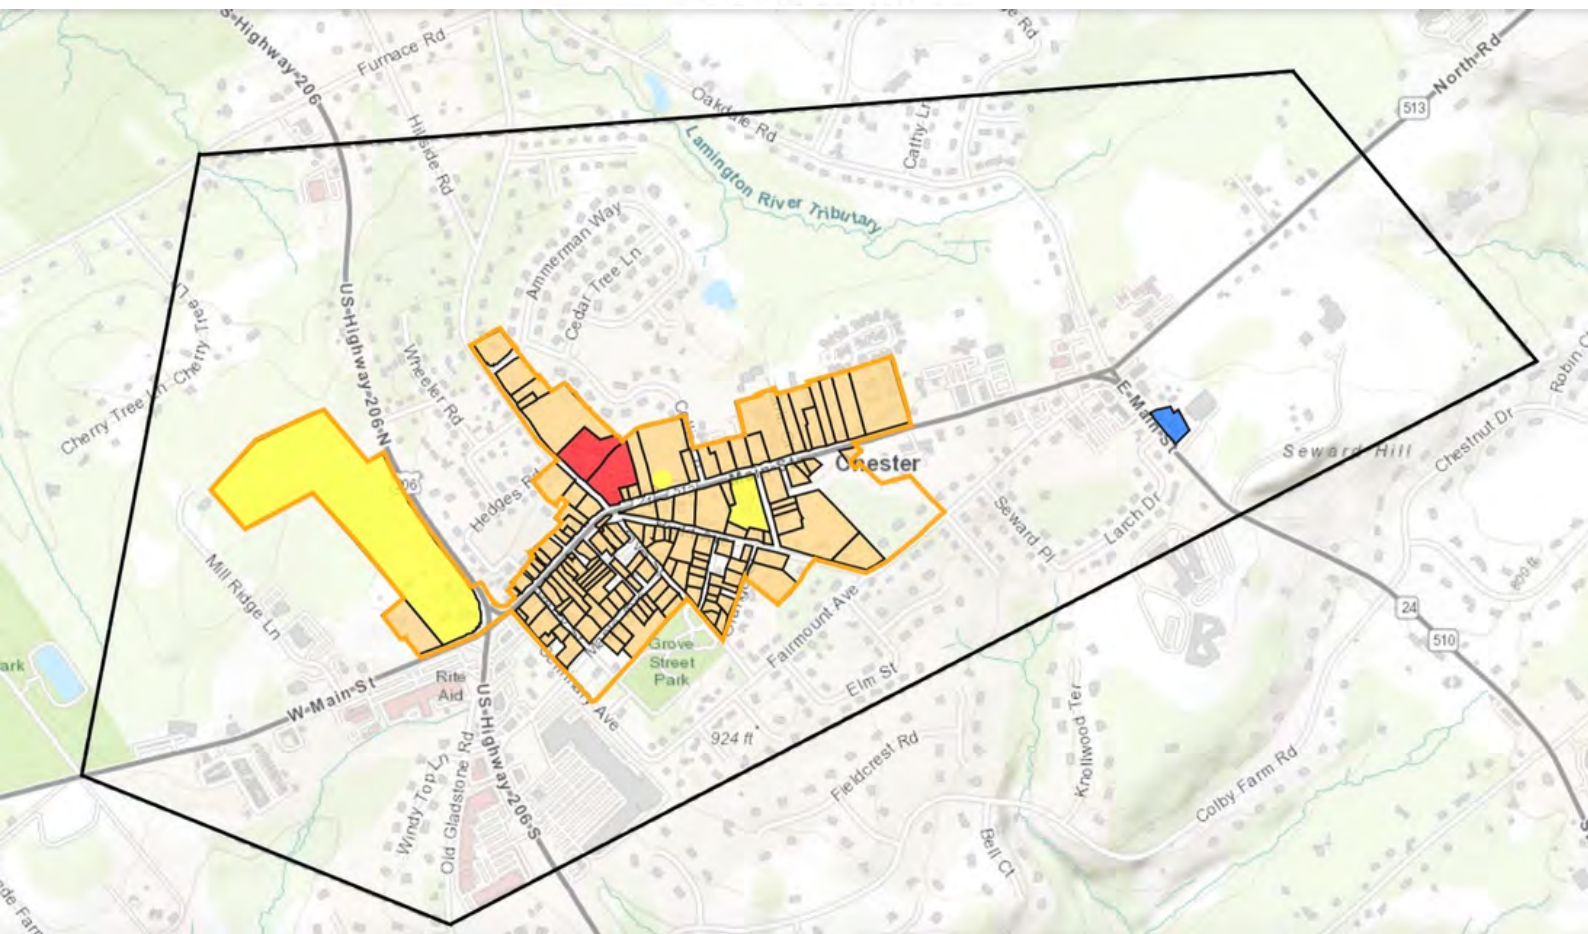 S-Highway-206
Furnace Rd
Hillside Rd
Oakdale Rd
Cathy Ln
North-Rd
513
Lamington River Tributary
Ammerman Way
Cedar Tree Ln
US-Highway-206-N
Cherry Tree Ln
Cherry Tree Ln
Wheeler Rd
Hedges Rd
Main-St
Chester
E-Main-St
Seward Hill
Chestnut Dr
Robin C
Seward Pl
Larch Dr
Mill Ridge Ln
Fairmount Ave
Elm St
Grove
Street
Park
ark
Rite
Aid
W-Main-St
US-Highway-206-S
924 ft
Fieldcrest Rd
Knollwood Ter
Colby Farm Rd
24
510
800 ft
Windy Top Ln
Old Gladstone Rd
Bell Ct